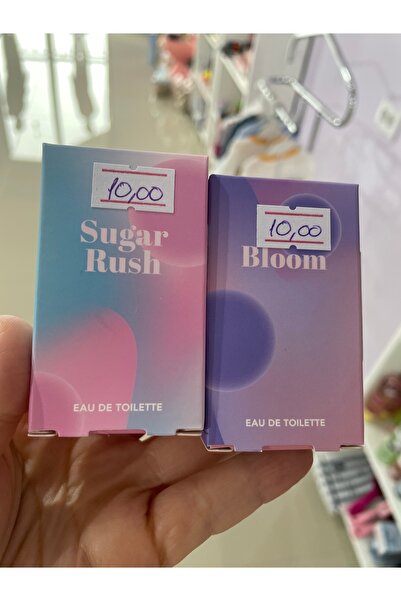 10,00
Sugar
Rush
EAU DE TOILETTE
10,00
Bloom
EAU DE TOILETTE